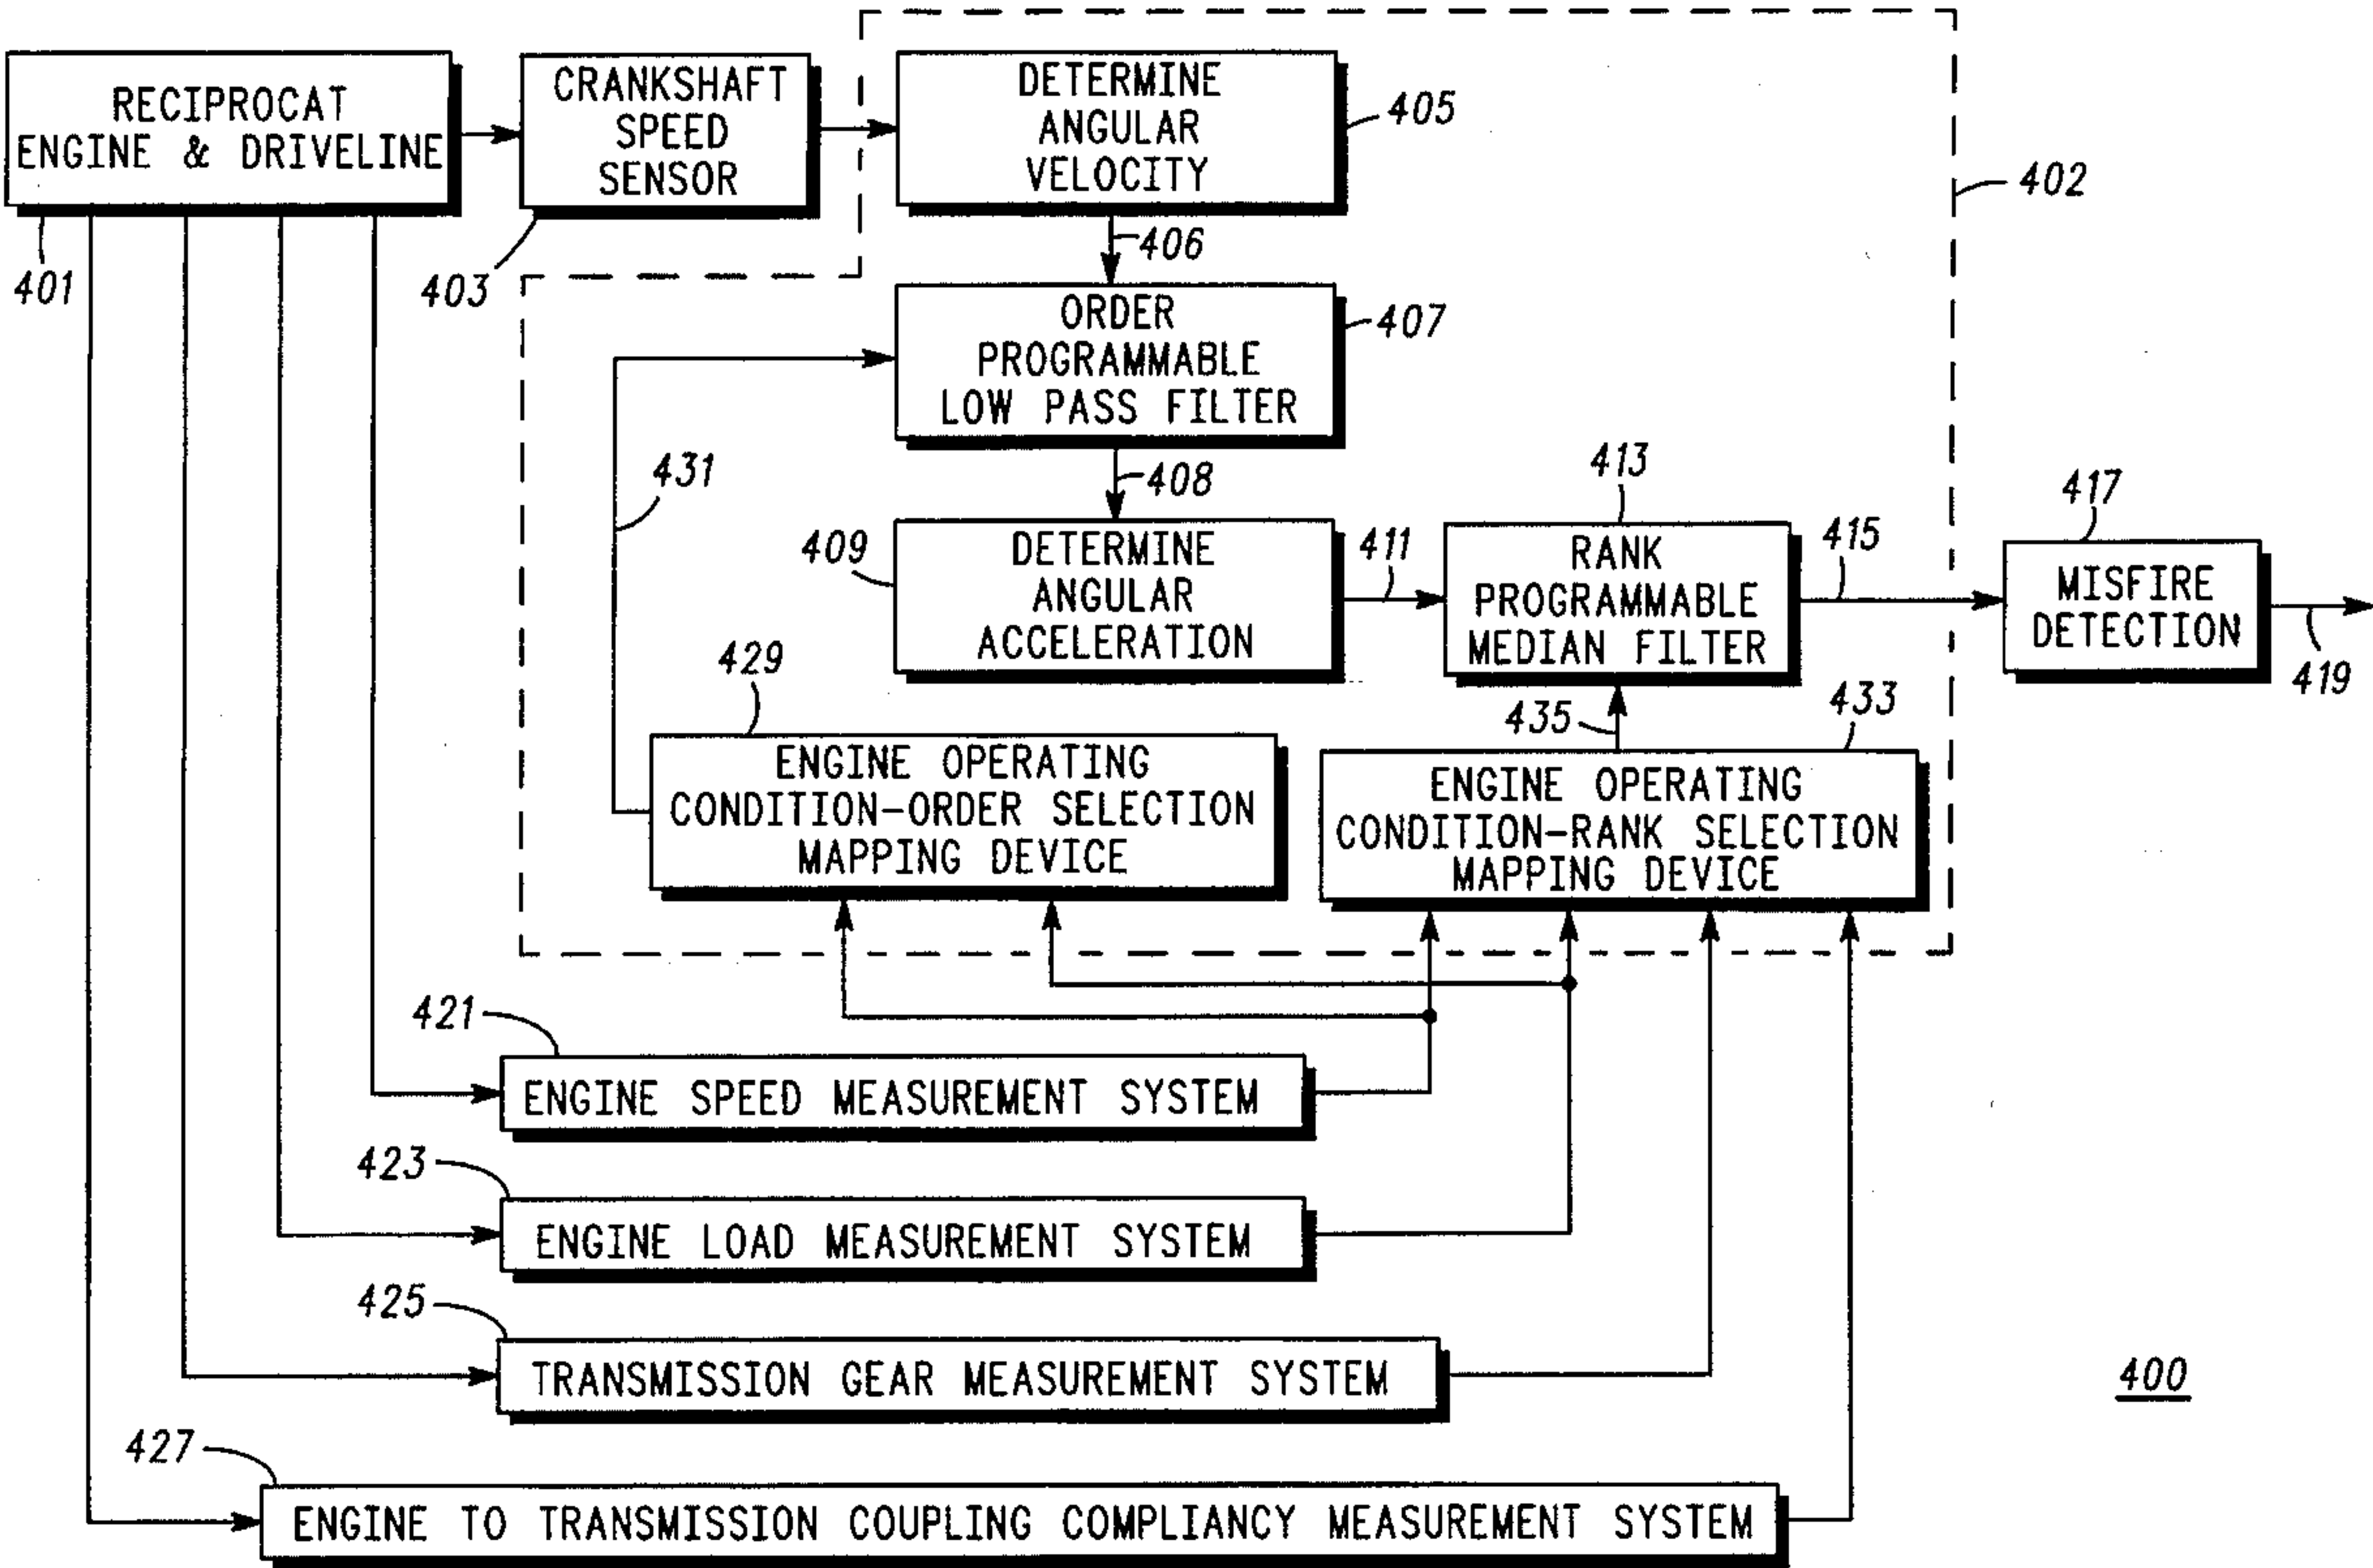 RECIPROCAT
ENGINE & DRIVELINE
401
CRANKSHAFT
SPEED
SENSOR
403
DETERMINE
ANGULAR
VELOCITY
405
402
406
ORDER
PROGRAMMABLE
LOW PASS FILTER
407
431
408
409
DETERMINE
ANGULAR
ACCELERATION
411
413
RANK
PROGRAMMABLE
MEDIAN FILTER
415
417
MISFIRE
DETECTION
419
429
ENGINE OPERATING
CONDITION-ORDER SELECTION
MAPPING DEVICE
435
433
ENGINE OPERATING
CONDITION-RANK SELECTION
MAPPING DEVICE
421
ENGINE SPEED MEASUREMENT SYSTEM
423
ENGINE LOAD MEASUREMENT SYSTEM
425
TRANSMISSION GEAR MEASUREMENT SYSTEM
400
427
ENGINE TO TRANSMISSION COUPLING COMPLIANCY MEASUREMENT SYSTEM